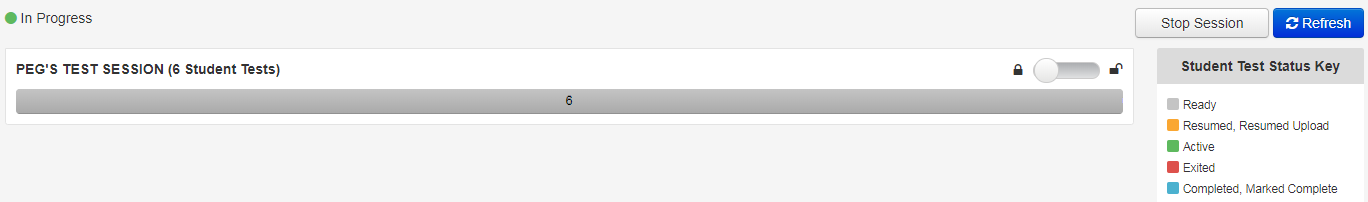 In Progress
Stop Session
Refresh
PEG'S TEST SESSION (6 Student Tests)
6
Student Test Status Key
Ready
Resumed, Resumed Upload
Active
Exited
Completed, Marked Complete